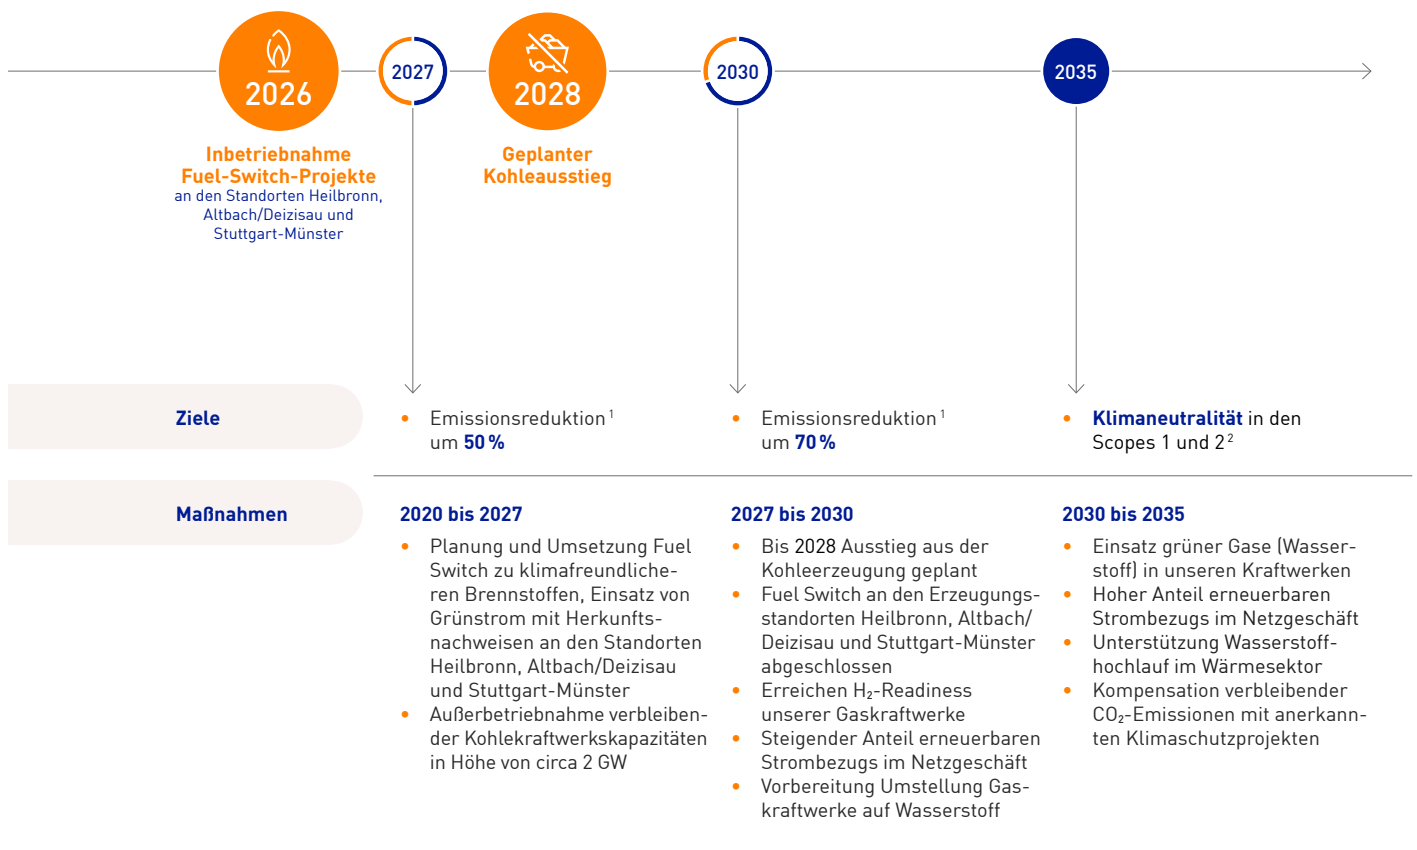 2026
2027
2028
2030
2035
Inbetriebnahme
Fuel-Switch-Projekte
an den Standorten Heilbronn,
Altbach/Deizisau und
Stuttgart-Münster
Geplanter
Kohleausstieg
Ziele
• Emissionsreduktion¹
um 50 %
• Emissionsreduktion¹
um 70 %
• Klimaneutralität in den
Scopes 1 und 2²
Maßnahmen
2020 bis 2027
• Planung und Umsetzung Fuel
Switch zu klimafreundliche-
ren Brennstoffen, Einsatz von
Grünstrom mit Herkunfts-
nachweisen an den Standorten
Heilbronn, Altbach/Deizisau
und Stuttgart-Münster
• Außerbetriebnahme verbleiben-
der Kohlekraftwerkskapazitäten
in Höhe von circa 2 GW
2027 bis 2030
• Bis 2028 Ausstieg aus der
Kohleerzeugung geplant
• Fuel Switch an den Erzeugungs-
standorten Heilbronn, Altbach/
Deizisau und Stuttgart-Münster
abgeschlossen
• Erreichen H₂-Readiness
unserer Gaskraftwerke
• Steigender Anteil erneuerbaren
Strombezugs im Netzgeschäft
• Vorbereitung Umstellung Gas-
kraftwerke auf Wasserstoff
2030 bis 2035
• Einsatz grüner Gase (Wasser-
stoff) in unseren Kraftwerken
• Hoher Anteil erneuerbaren
Strombezugs im Netzgeschäft
• Unterstützung Wasserstoff-
hochlauf im Wärmesektor
• Kompensation verbleibender
CO₂-Emissionen mit anerkann-
ten Klimaschutzprojekten